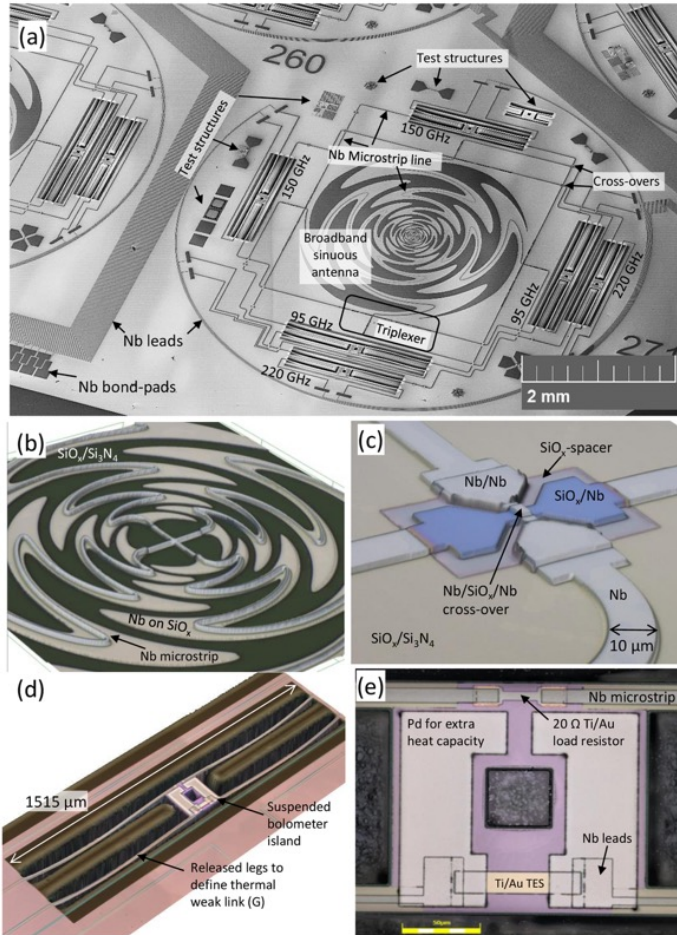 (a)
260
Test structures
Test structures
150 GHz
Nb Microstrip line
150 GHz
Cross-overs
Broadband
sinuous
antenna
Triplexer
95 GHz
220 GHz
95 GHz
220 GHz
271
Nb leads
Nb bond-pads
2 mm
(b)
SiOₓ/Si₃N₄
Nb on SiOₓ
Nb microstrip
(c)
SiOₓ-spacer
Nb/Nb
SiOₓ/Nb
Nb/SiOₓ/Nb
cross-over
Nb
10 µm
SiOₓ/Si₃N₄
(d)
1515 µm
Suspended
bolometer
island
Released legs to
define thermal
weak link (G)
(e)
Nb microstrip
Pd for extra
heat capacity
20 Ω Ti/Au
load resistor
Nb leads
Ti/Au TES
50µm